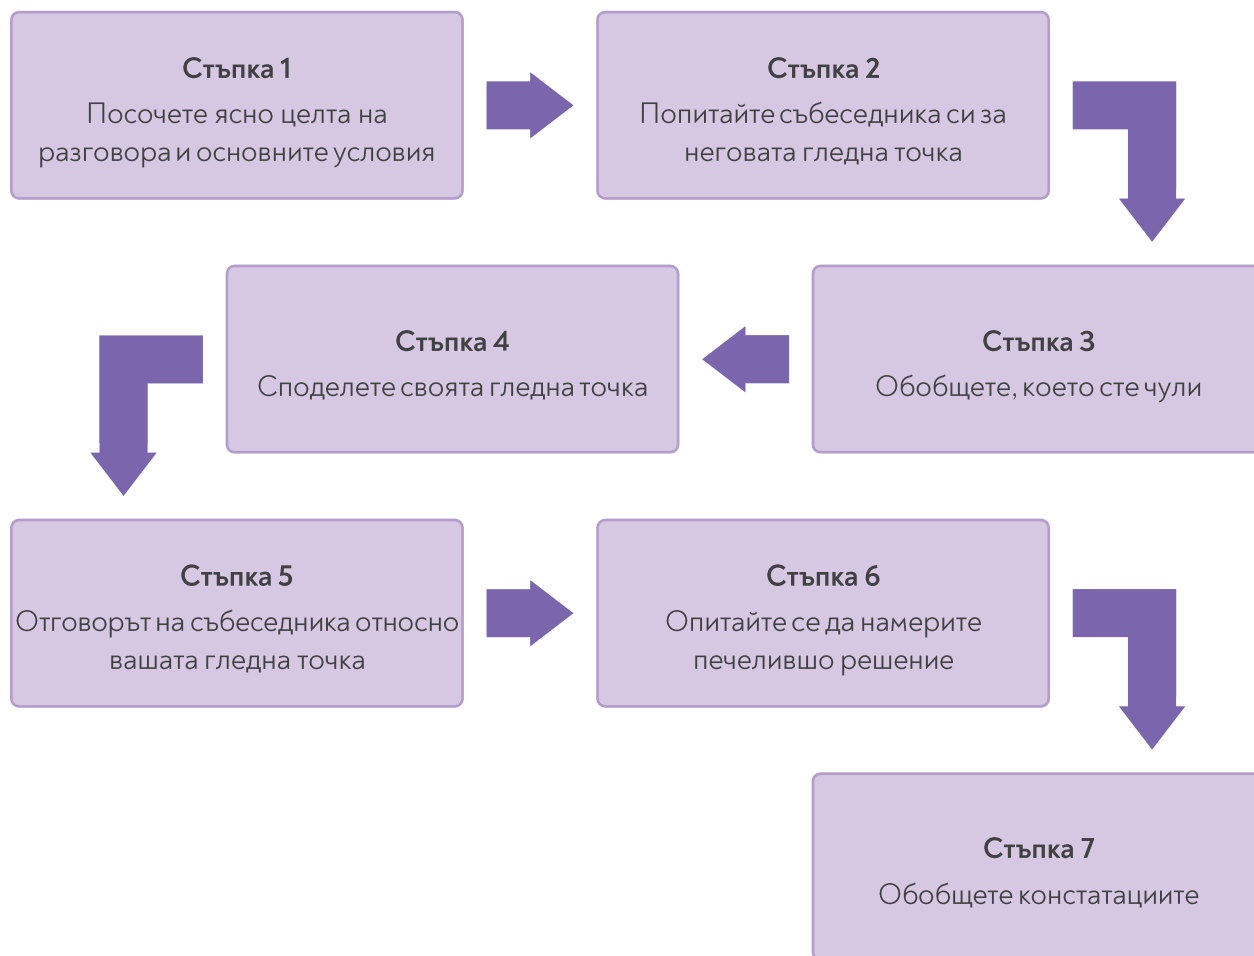 Стъпка 1
Посочете ясно целта на
разговора и основните условия
Стъпка 2
Попитайте събеседника си за
неговата гледна точка
Стъпка 3
Обобщете, което сте чули
Стъпка 4
Споделете своята гледна точка
Стъпка 5
Отговорът на събеседника относно
вашата гледна точка
Стъпка 6
Опитайте се да намерите
печелившо решение
Стъпка 7
Обобщете констатациите